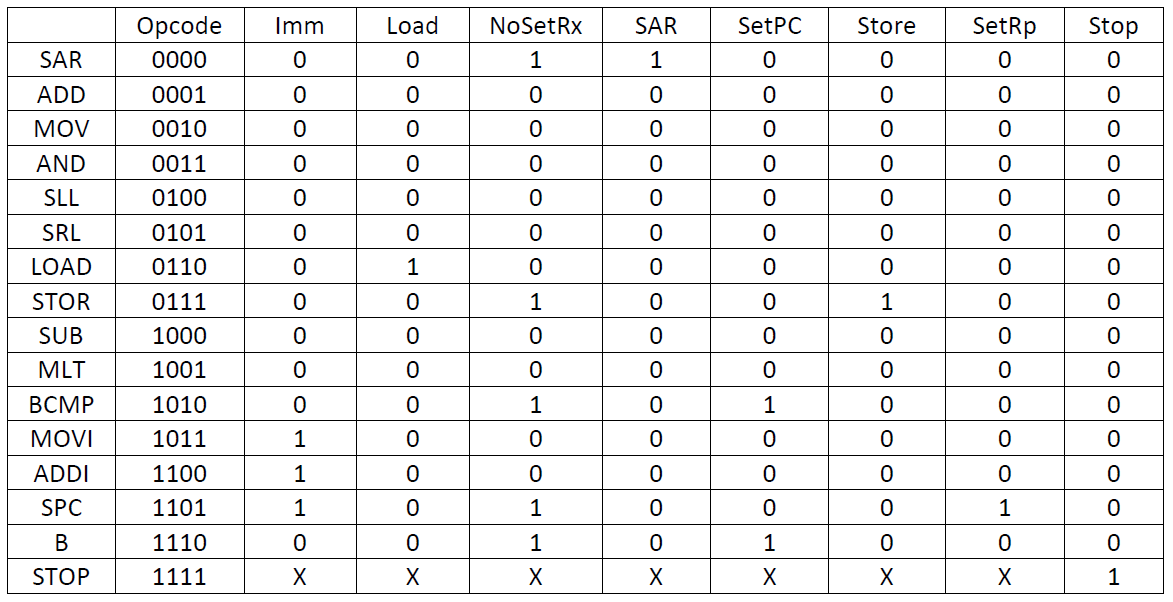 Opcode Imm Load NoSetRx SAR SetPC Store SetRp Stop
SAR 0000 0 0 1 1 0 0 0 0
ADD 0001 0 0 0 0 0 0 0 0
MOV 0010 0 0 0 0 0 0 0 0
AND 0011 0 0 0 0 0 0 0 0
SLL 0100 0 0 0 0 0 0 0 0
SRL 0101 0 0 0 0 0 0 0 0
LOAD 0110 0 1 0 0 0 0 0 0
STOR 0111 0 0 1 0 0 1 0 0
SUB 1000 0 0 0 0 0 0 0 0
MLT 1001 0 0 0 0 0 0 0 0
BCMP 1010 0 0 1 0 1 0 0 0
MOVI 1011 1 0 0 0 0 0 0 0
ADDI 1100 1 0 0 0 0 0 0 0
SPC 1101 1 0 1 0 0 0 1 0
B 1110 0 0 1 0 1 0 0 0
STOP 1111 X X X X X X X 1